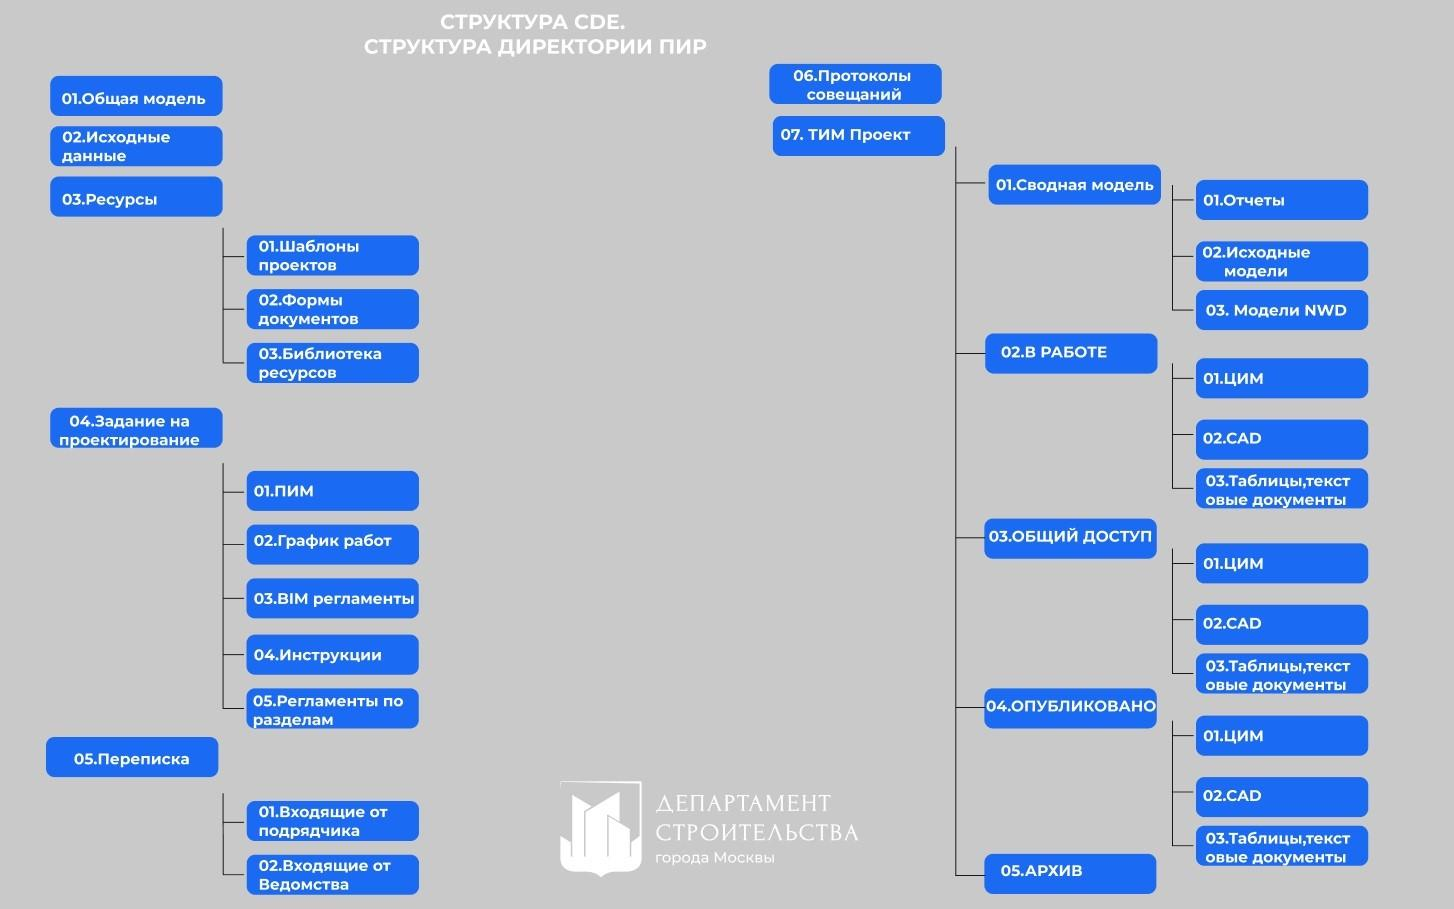 СТРУКТУРА CDE.
СТРУКТУРА ДИРЕКТОРИИ ПИР
01.Общая модель
02.Исходные
данные
03.Ресурсы
01.Шаблоны
проектов
02.Формы
документов
03.Библиотека
ресурсов
04.Задание на
проектирование
01.ПИМ
02.График работ
03.BIM регламенты
04.Инструкции
05.Регламенты по
разделам
05.Переписка
01.Входящие от
подрядчика
02.Входящие от
Ведомства
06.Протоколы
совещаний
07. ТИМ Проект
01.Сводная модель
01.Отчеты
02.Исходные
модели
03. Модели NWD
02.В РАБОТЕ
01.ЦИМ
02.CAD
03.Таблицы,текст
овые документы
03.ОБЩИЙ ДОСТУП
01.ЦИМ
02.CAD
03.Таблицы,текст
овые документы
04.ОПУБЛИКОВАНО
01.ЦИМ
02.CAD
03.Таблицы,текст
овые документы
05.АРХИВ
ДЕПАРТАМЕНТ
СТРОИТЕЛЬСТВА
города Москвы